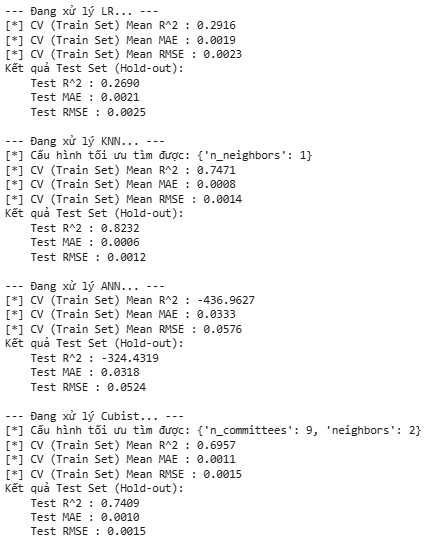 --- Đang xử lý LR... ---
[*] CV (Train Set) Mean R^2 : 0.2916
[*] CV (Train Set) Mean MAE : 0.0019
[*] CV (Train Set) Mean RMSE : 0.0023
Kết quả Test Set (Hold-out):
Test R^2 : 0.2690
Test MAE : 0.0021
Test RMSE : 0.0025
--- Đang xử lý KNN... ---
[*] Cấu hình tối ưu tìm được: {'n_neighbors': 1}
[*] CV (Train Set) Mean R^2 : 0.7471
[*] CV (Train Set) Mean MAE : 0.0008
[*] CV (Train Set) Mean RMSE : 0.0014
Kết quả Test Set (Hold-out):
Test R^2 : 0.8232
Test MAE : 0.0006
Test RMSE : 0.0012
--- Đang xử lý ANN... ---
[*] CV (Train Set) Mean R^2 : -436.9627
[*] CV (Train Set) Mean MAE : 0.0333
[*] CV (Train Set) Mean RMSE : 0.0576
Kết quả Test Set (Hold-out):
Test R^2 : -324.4319
Test MAE : 0.0318
Test RMSE : 0.0524
--- Đang xử lý Cubist... ---
[*] Cấu hình tối ưu tìm được: {'n_committees': 9, 'neighbors': 2}
[*] CV (Train Set) Mean R^2 : 0.6957
[*] CV (Train Set) Mean MAE : 0.0011
[*] CV (Train Set) Mean RMSE : 0.0015
Kết quả Test Set (Hold-out):
Test R^2 : 0.7409
Test MAE : 0.0010
Test RMSE : 0.0015